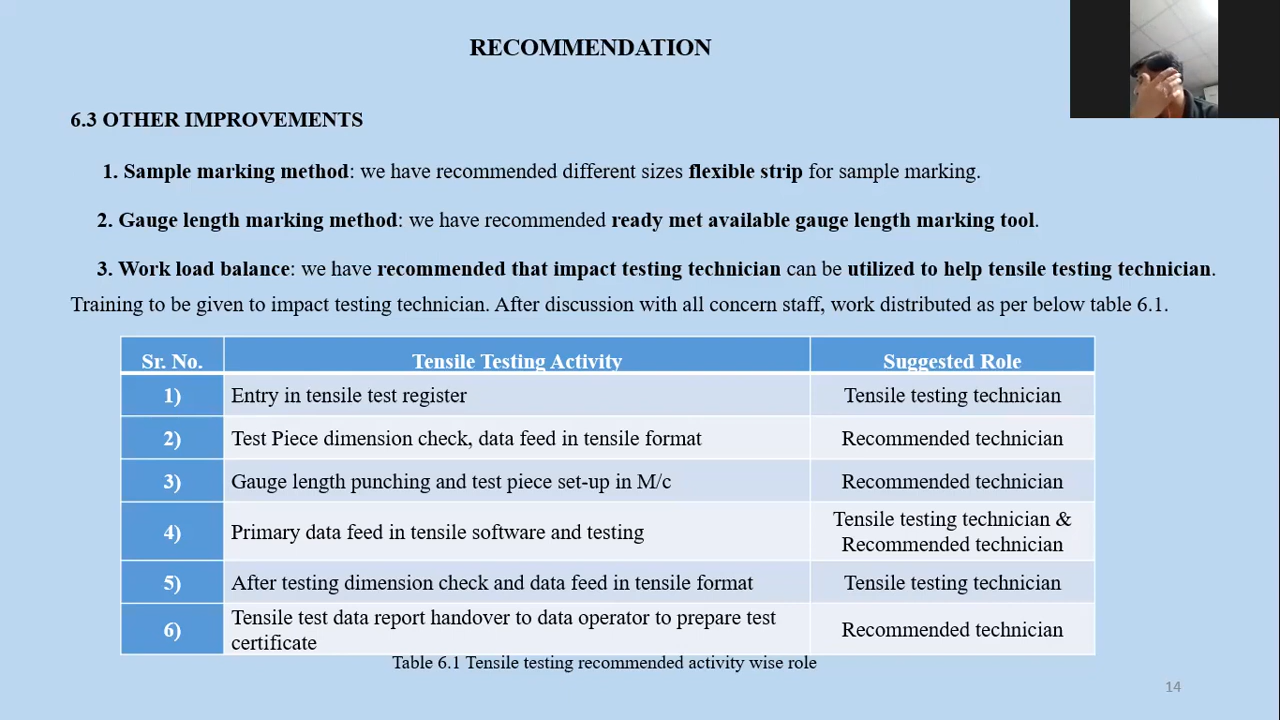 RECOMMENDATION
6.3 OTHER IMPROVEMENTS
1. Sample marking method: we have recommended different sizes flexible strip for sample marking.
2. Gauge length marking method: we have recommended ready met available gauge length marking tool.
3. Work load balance: we have recommended that impact testing technician can be utilized to help tensile testing technician.
Training to be given to impact testing technician. After discussion with all concern staff, work distributed as per below table 6.1.
Sr. No. Tensile Testing Activity Suggested Role
1) Entry in tensile test register Tensile testing technician
2) Test Piece dimension check, data feed in tensile format Recommended technician
3) Gauge length punching and test piece set-up in M/c Recommended technician
4) Primary data feed in tensile software and testing Tensile testing technician &
Recommended technician
5) After testing dimension check and data feed in tensile format Tensile testing technician
6) Tensile test data report handover to data operator to prepare test
certificate Recommended technician
Table 6.1 Tensile testing recommended activity wise role
14